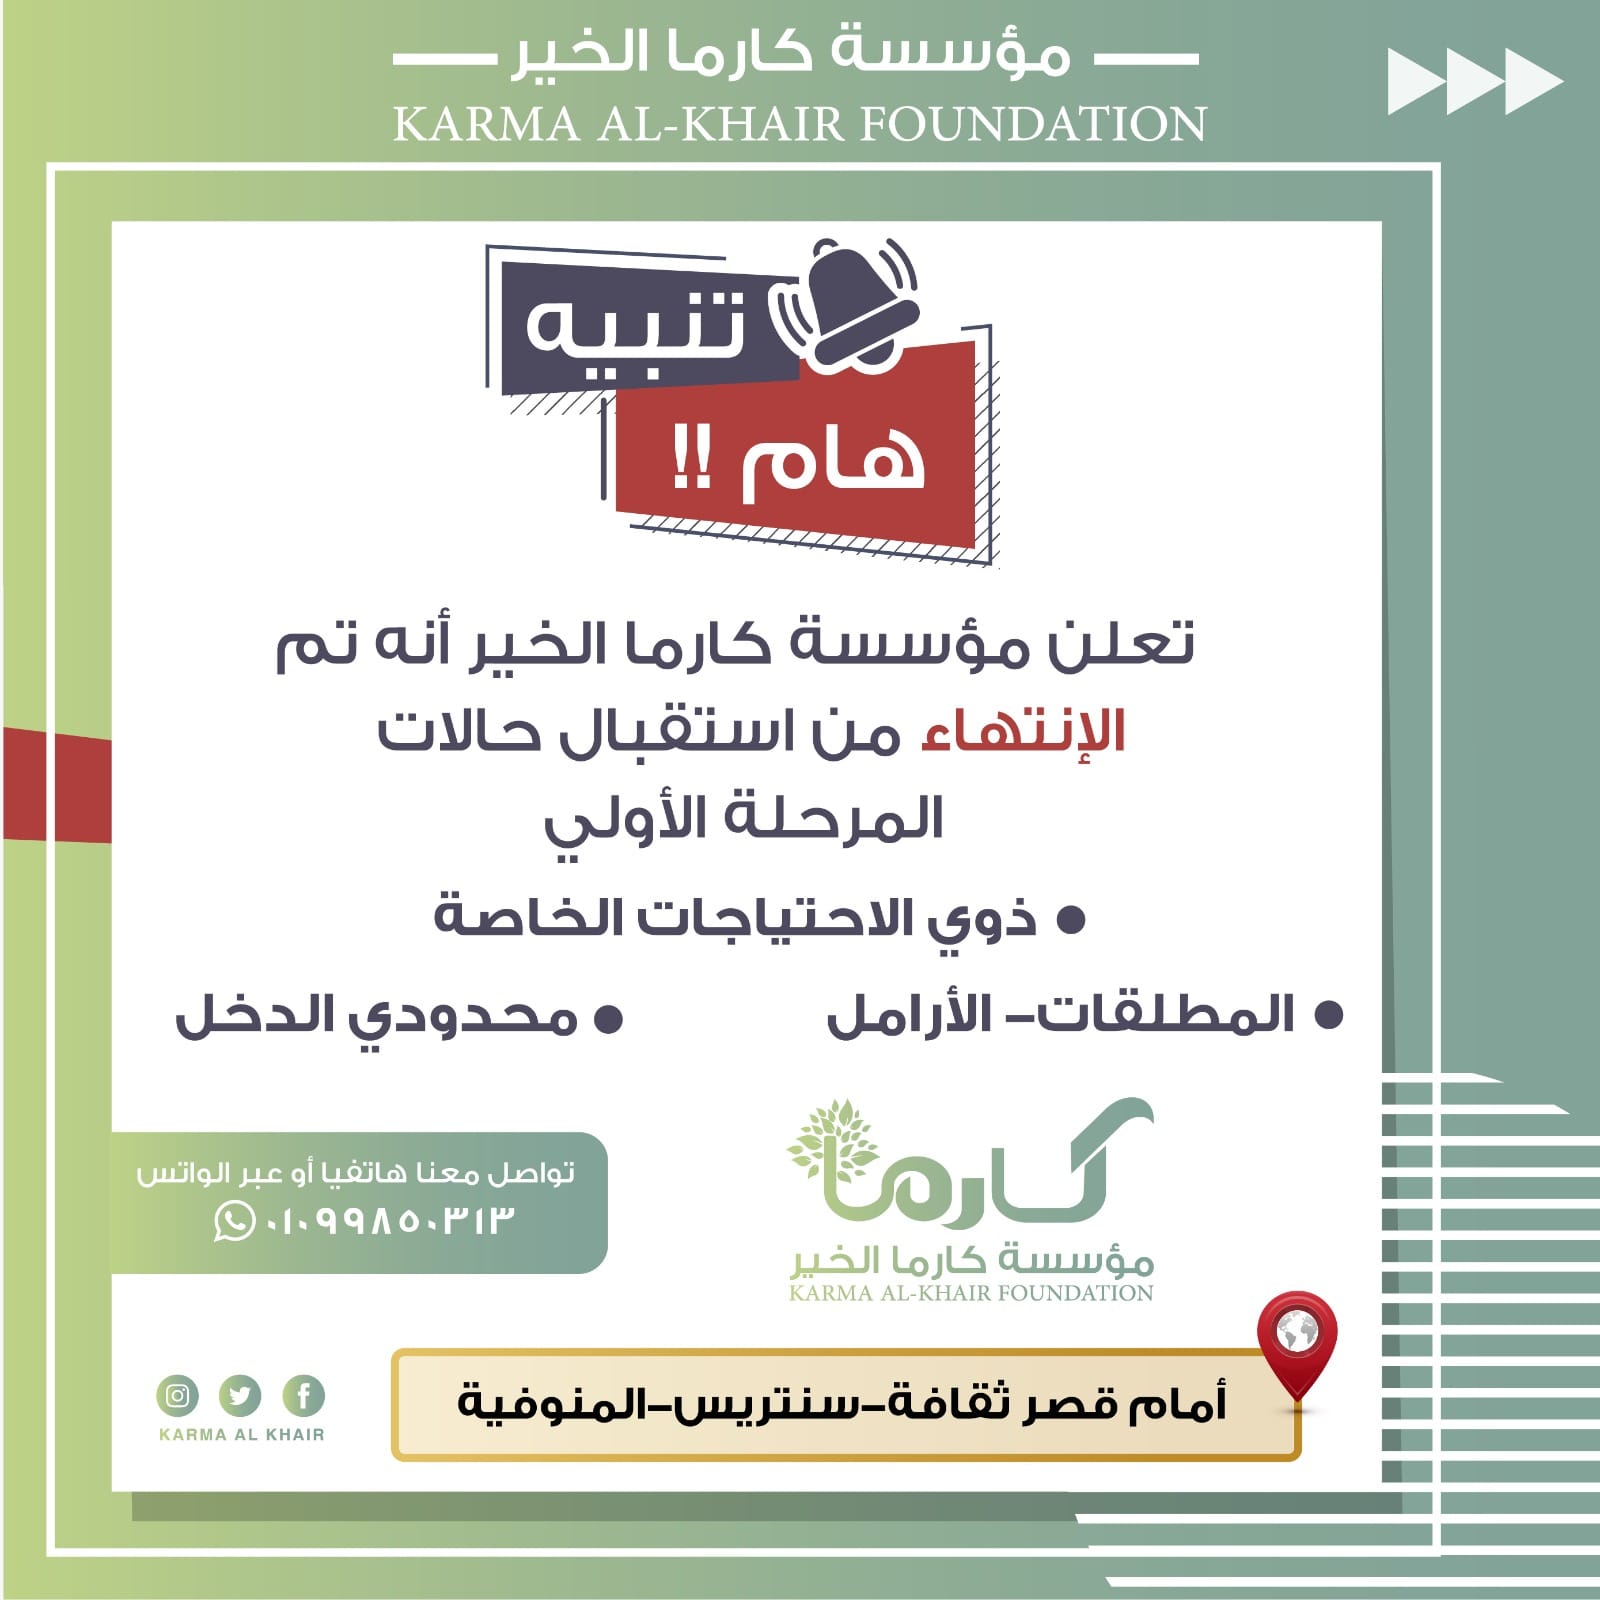 مؤسسة كارما الخير
KARMA AL-KHAIR FOUNDATION
تنبيه
هام !!
تعلن مؤسسة كارما الخير أنه تم
الإنتهاء من استقبال حالات
المرحلة الأولي
• ذوي الاحتياجات الخاصة
• المطلقات- الأرامل
• محدودي الدخل
تواصل معنا هاتفيا أو عبر الواتس
٠١٠٩٩٨٥٠٣١٣
كارما
مؤسسة كارما الخير
KARMA AL-KHAIR FOUNDATION
أمام قصر ثقافة-سنتريس-المنوفية
KARMA AL KHAIR